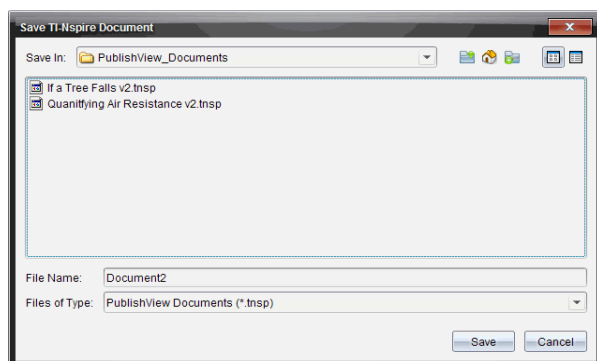 Save TI-Nspire Document
Save In: PublishView_Documents
If a Tree Falls v2.tnsp
Quanitfying Air Resistance v2.tnsp
File Name: Document2
Files of Type: PublishView Documents (*.tnsp)
Save Cancel